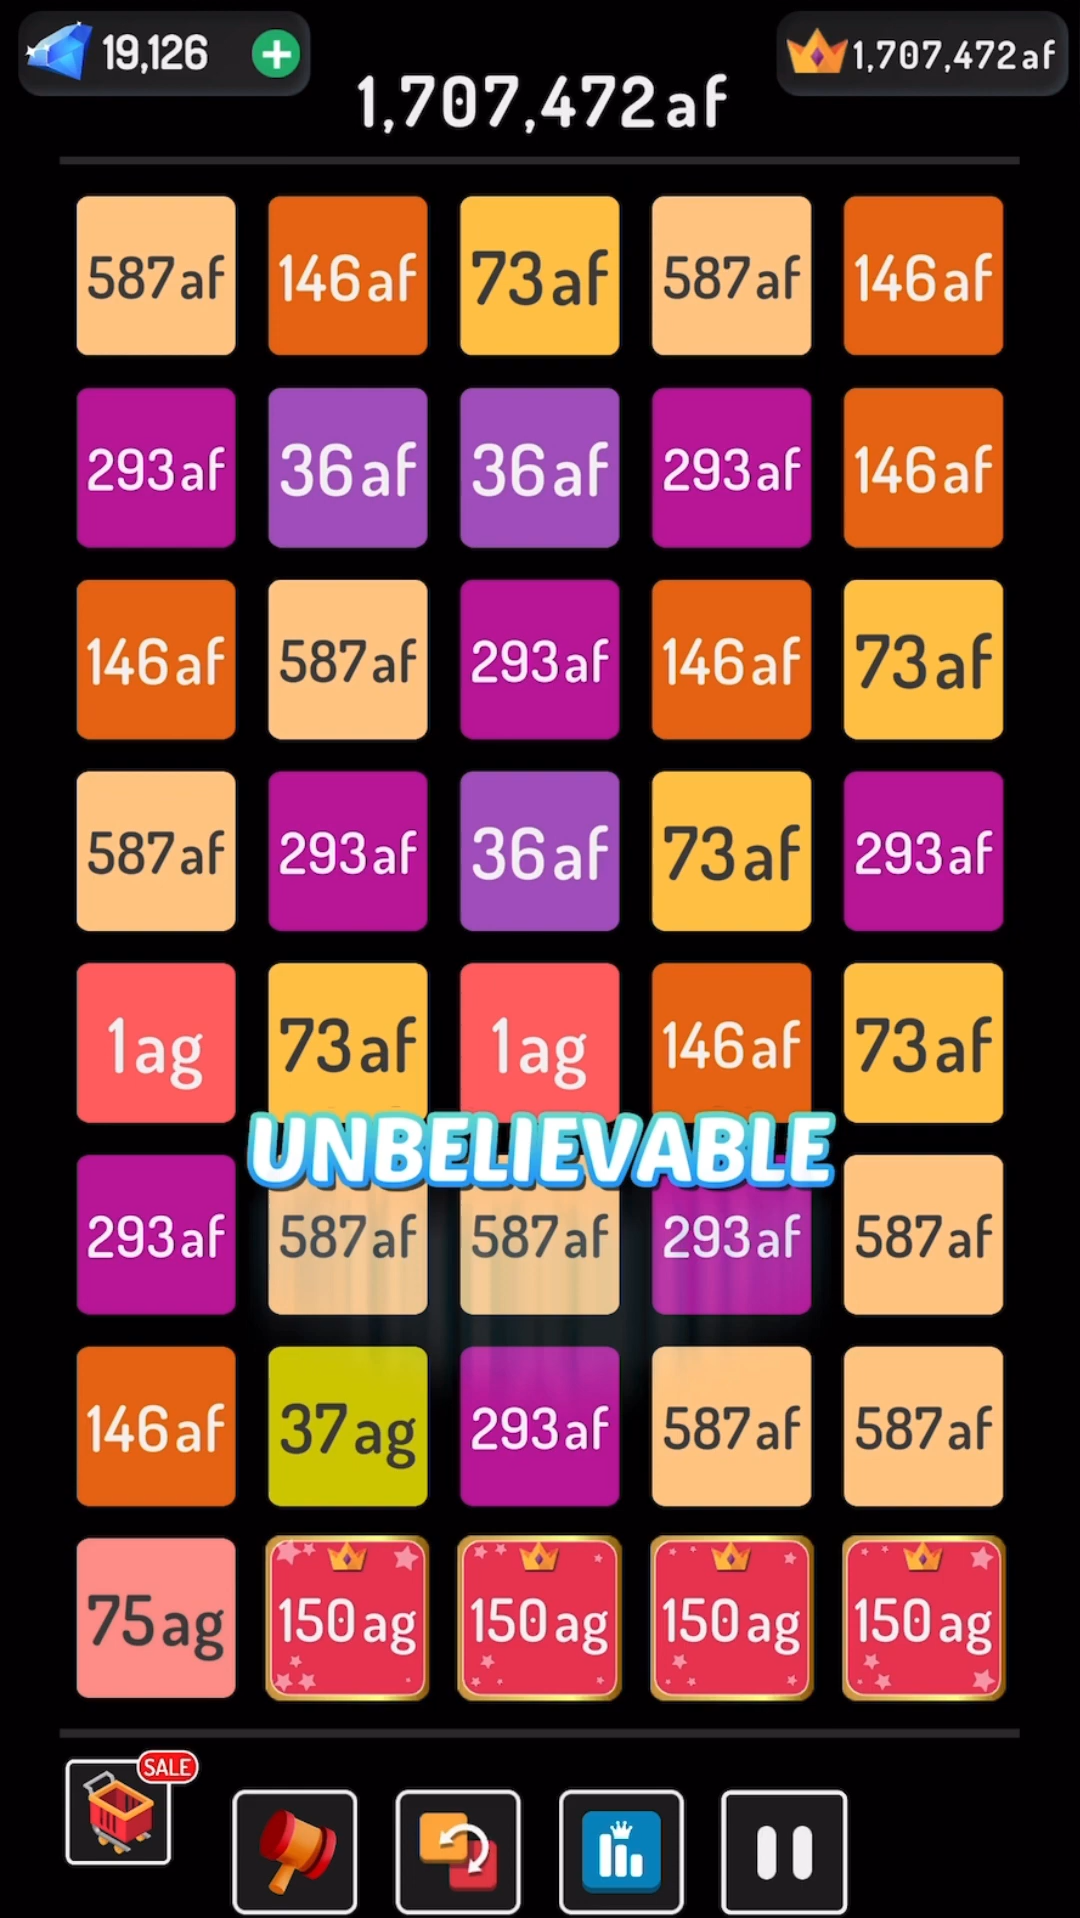 19,126
1,707,472af
1,707,472af
587af 146af 73af 587af 146af
293af 36af 36af 293af 146af
146af 587af 293af 146af 73af
587af 293af 36af 73af 293af
1ag 73af 1ag 146af 73af
UNBELIEVABLE
293af 587af 587af 293af 587af
146af 37ag 293af 587af 587af
75ag 150ag 150ag 150ag 150ag
SALE